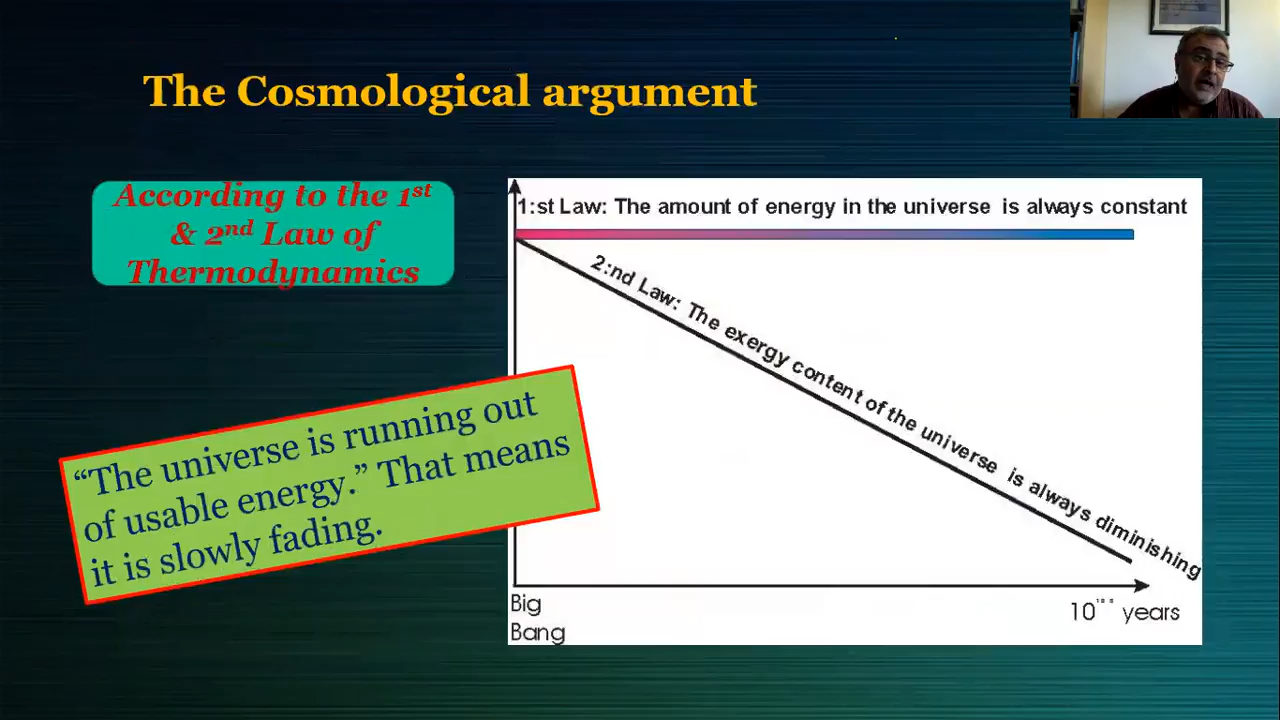 The Cosmological argument
According to the 1st
& 2nd Law of
Thermodynamics
1:st Law: The amount of energy in the universe is always constant
2:nd Law: The exergy content of the universe is always diminishing
“The universe is running out
of usable energy.” That means
it is slowly fading.
Big
Bang
years